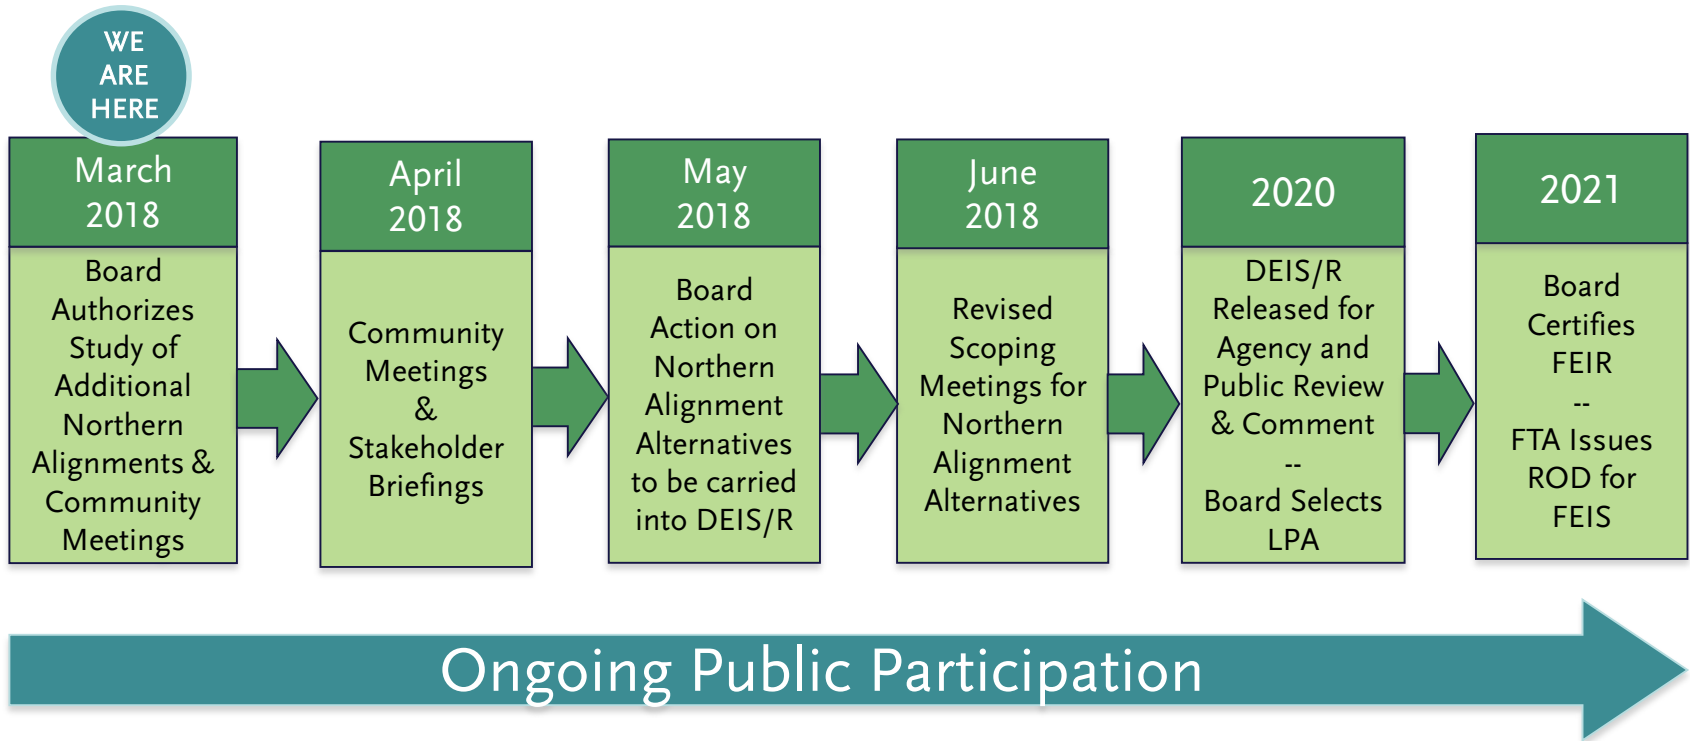 WE
ARE
HERE
March
2018
Board
Authorizes
Study of
Additional
Northern
Alignments &
Community
Meetings
April
2018
Community
Meetings
&
Stakeholder
Briefings
May
2018
Board
Action on
Northern
Alignment
Alternatives
to be carried
into DEIS/R
June
2018
Revised
Scoping
Meetings for
Northern
Alignment
Alternatives
2020
DEIS/R
Released for
Agency and
Public Review
& Comment
--
Board Selects
LPA
2021
Board
Certifies
FEIR
--
FTA Issues
ROD for
FEIS
Ongoing Public Participation